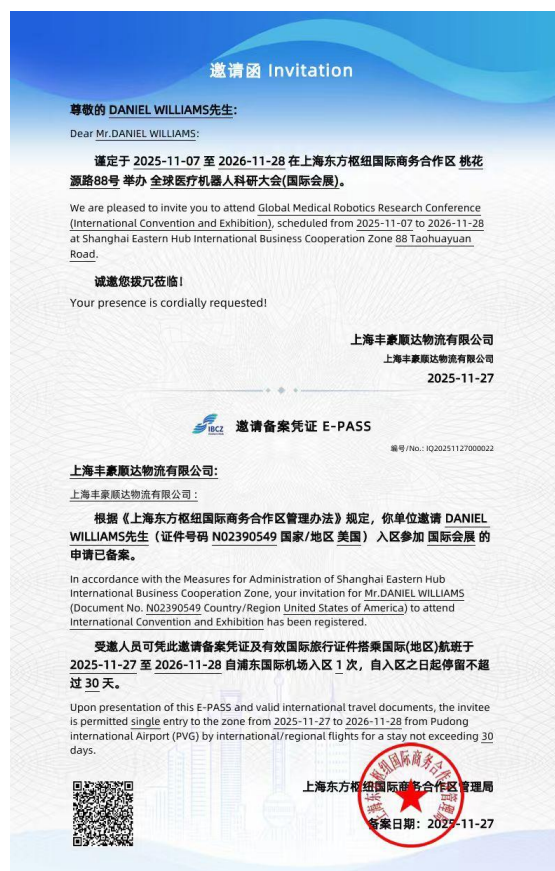 邀请函 Invitation
尊敬的 DANIEL WILLIAMS先生:
Dear Mr.DANIEL WILLIAMS:
谨定于 2025-11-07 至 2026-11-28 在上海东方枢纽国际商务合作区 桃花
源路88号 举办 全球医疗机器人科研大会(国际会展)。
We are pleased to invite you to attend Global Medical Robotics Research Conference
(International Convention and Exhibition), scheduled from 2025-11-07 to 2026-11-28
at Shanghai Eastern Hub International Business Cooperation Zone 88 Taohuayuan
Road.
诚邀您拨冗莅临!
Your presence is cordially requested!
上海丰豪顺达物流有限公司
上海丰豪顺达物流有限公司
2025-11-27
IBCZ 邀请备案凭证 E-PASS
编号/No.: IQ20251127000022
上海丰豪顺达物流有限公司:
上海丰豪顺达物流有限公司 :
根据《上海东方枢纽国际商务合作区管理办法》规定，你单位邀请 DANIEL
WILLIAMS先生（证件号码 N02390549 国家/地区 美国） 入区参加 国际会展 的
申请已备案。
In accordance with the Measures for Administration of Shanghai Eastern Hub
International Business Cooperation Zone, your invitation for Mr.DANIEL WILLIAMS
(Document No. N02390549 Country/Region United States of America) to attend
International Convention and Exhibition has been registered.
受邀人员可凭此邀请备案凭证及有效国际旅行证件搭乘国际(地区)航班于
2025-11-27 至 2026-11-28 自浦东国际机场入区 1 次，自入区之日起停留不超
过 30 天。
Upon presentation of this E-PASS and valid international travel documents, the invitee
is permitted single entry to the zone from 2025-11-27 to 2026-11-28 from Pudong
international Airport (PVG) by international/regional flights for a stay not exceeding 30
days.
上海东方枢纽国际商务合作区管理局
上海东方枢纽国际商务合作区管理局
备案日期：2025-11-27